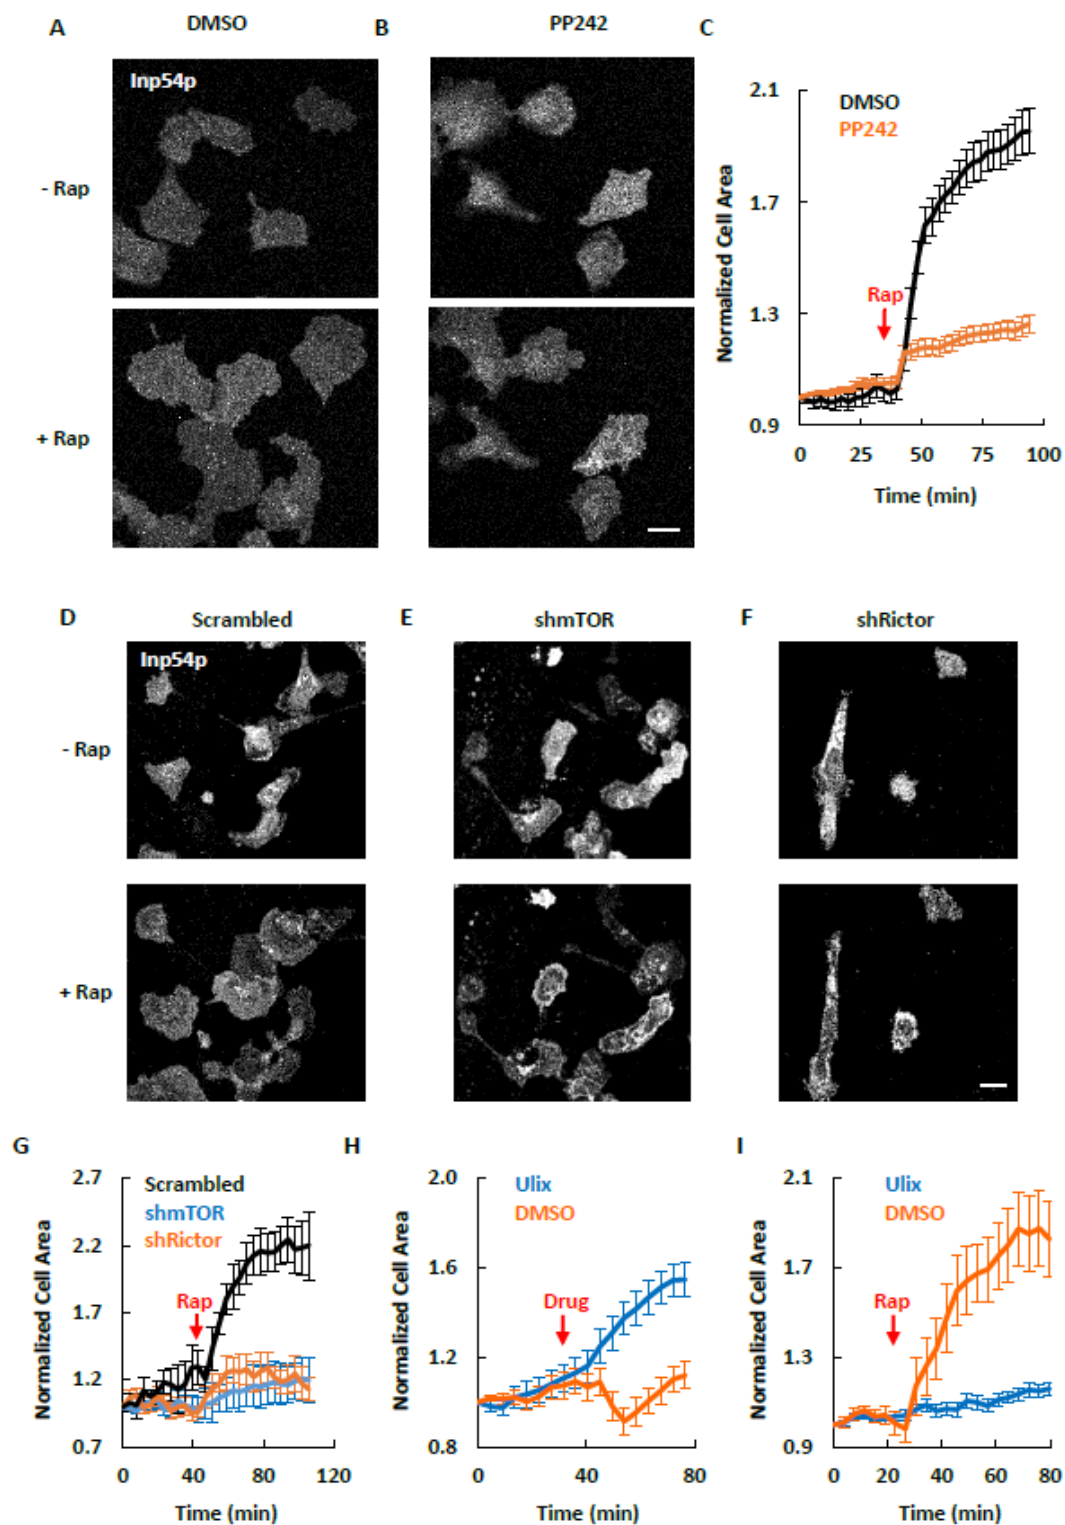 A DMSO B PP242 C
Inp54p
- Rap
+ Rap
Normalized Cell Area
2.1
1.7
1.3
0.9
DMSO
PP242
Rap
0 25 50 75 100
Time (min)
D Scrambled E shmTOR F shRictor
Inp54p
- Rap
+ Rap
G
Normalized Cell Area
2.7
2.2
1.7
1.2
0.7
Scrambled
shmTOR
shRictor
Rap
0 40 80 120
Time (min)
H
Normalized Cell Area
2.0
1.6
1.2
0.8
Ulix
DMSO
Drug
0 40 80
Time (min)
I
Normalized Cell Area
2.1
1.7
1.3
0.9
Ulix
DMSO
Rap
0 20 40 60 80
Time (min)